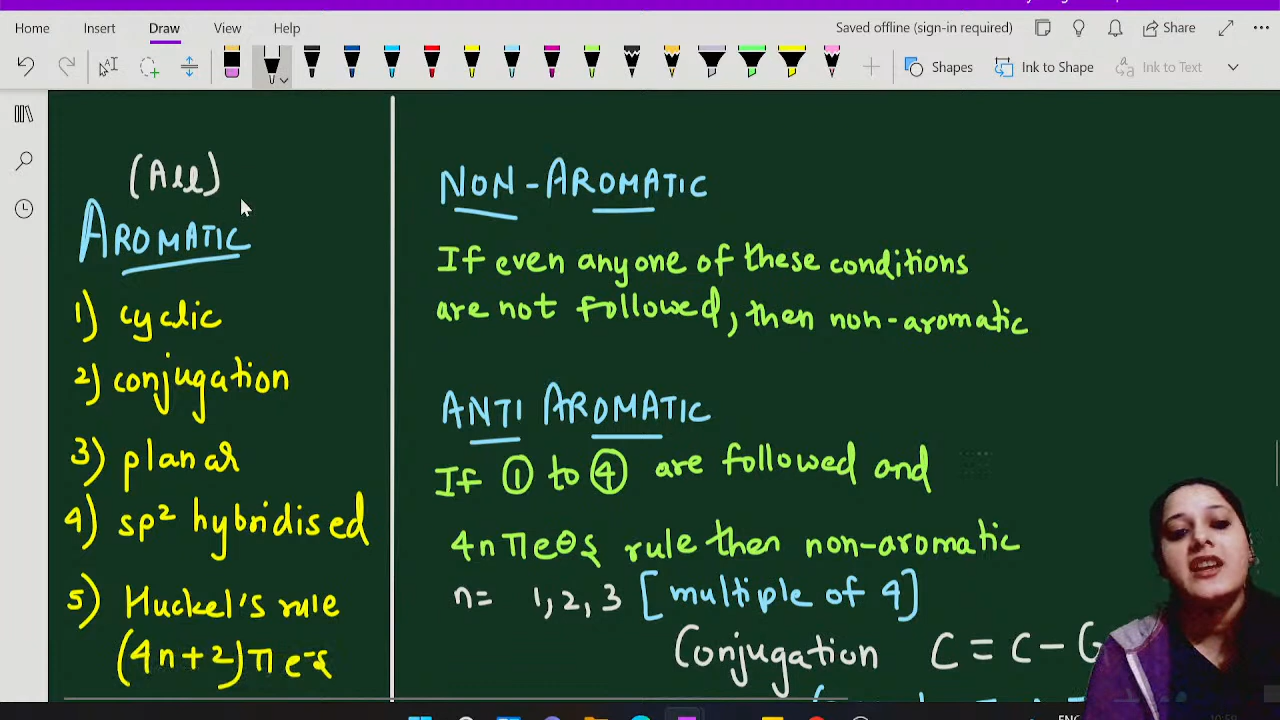 Home Insert Draw View Help
Saved offline (sign-in required) Share
Shapes Ink to Shape Ink to Text
(All)
AROMATIC
1) cyclic
2) conjugation
3) planar
4) sp² hybridised
5) Huckel's rule
(4n+2)π e⁻s
NON-AROMATIC
If even anyone of these conditions
are not followed, then non-aromatic
ANTI AROMATIC
If ① to ④ are followed and
4nπeΘs rule then non-aromatic
n= 1,2,3 [multiple of 4]
Conjugation C = C - C
ENG